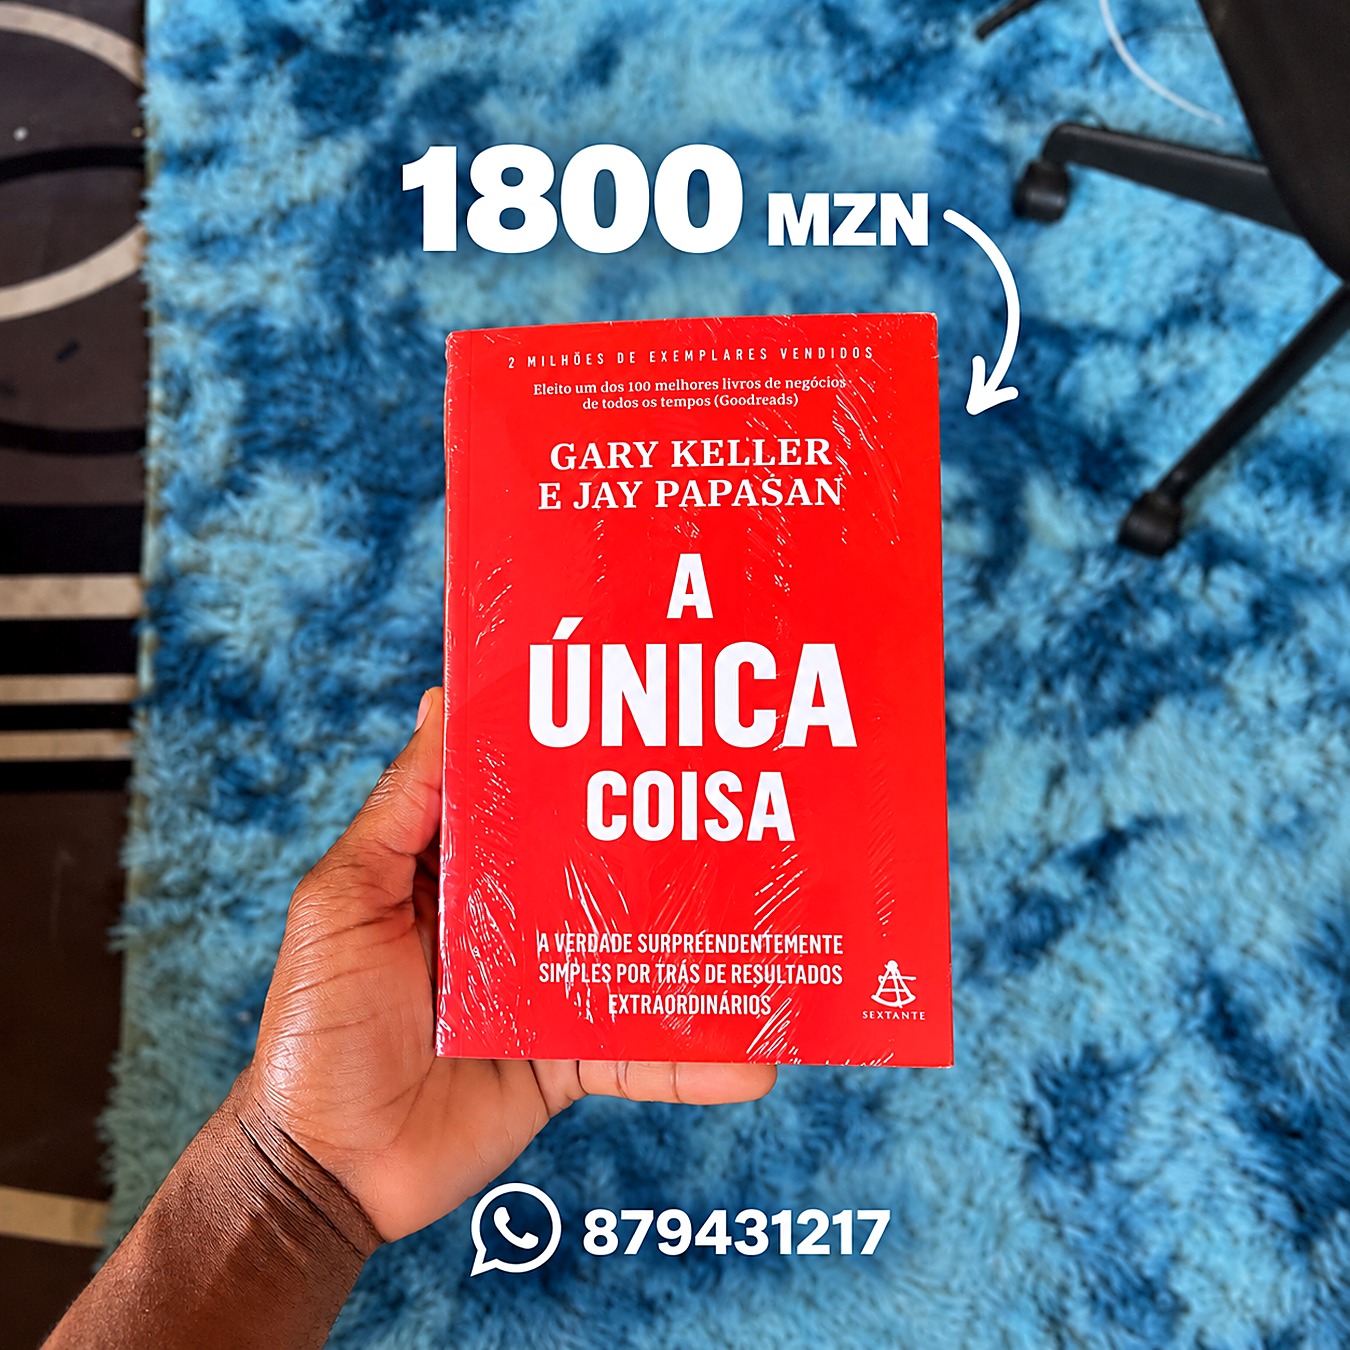 1800 MZN
2 MILHÕES DE EXEMPLARES VENDIDOS
Eleito um dos 100 melhores livros de negócios
de todos os tempos (Goodreads)
GARY KELLER
E JAY PAPASAN
A
ÚNICA
COISA
A VERDADE SURPREENDENTEMENTE
SIMPLES POR TRÁS DE RESULTADOS
EXTRAORDINÁRIOS
SEXTANTE
879431217